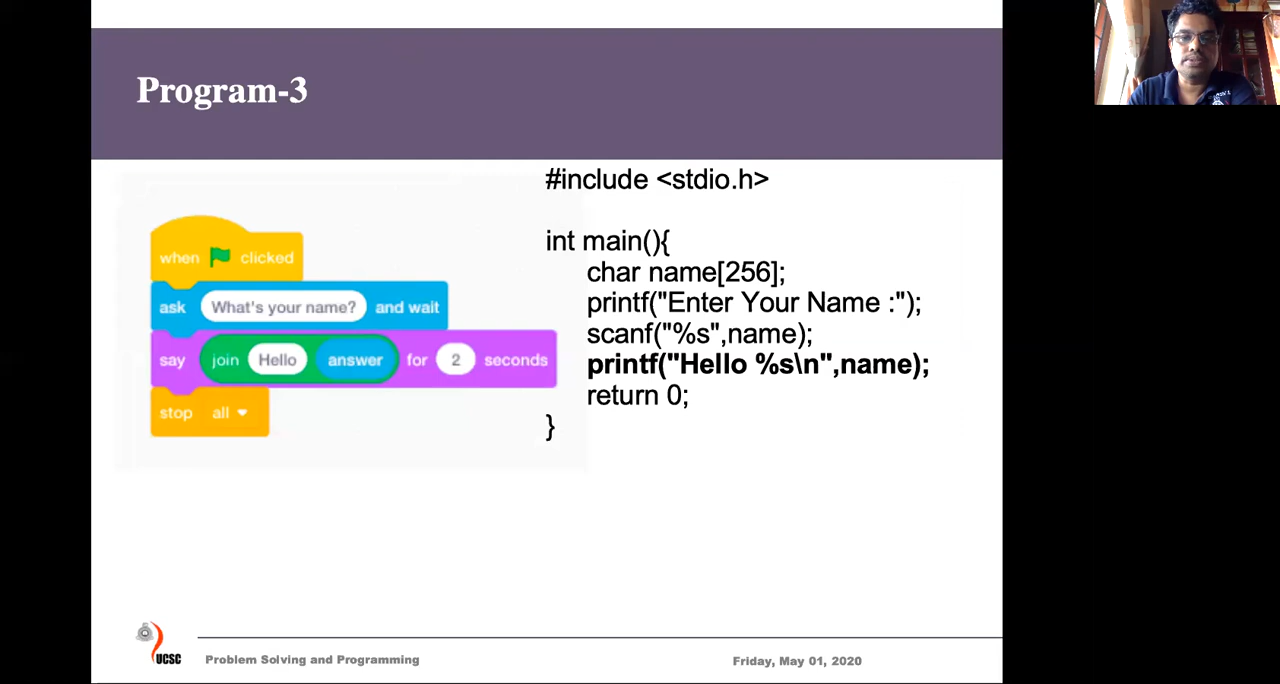 Program-3
when clicked
ask What's your name? and wait
say join Hello answer for 2 seconds
stop all
#include <stdio.h>
int main(){
char name[256];
printf("Enter Your Name :");
scanf("%s",name);
printf("Hello %s\n",name);
return 0;
}
UCSC
Problem Solving and Programming
Friday, May 01, 2020